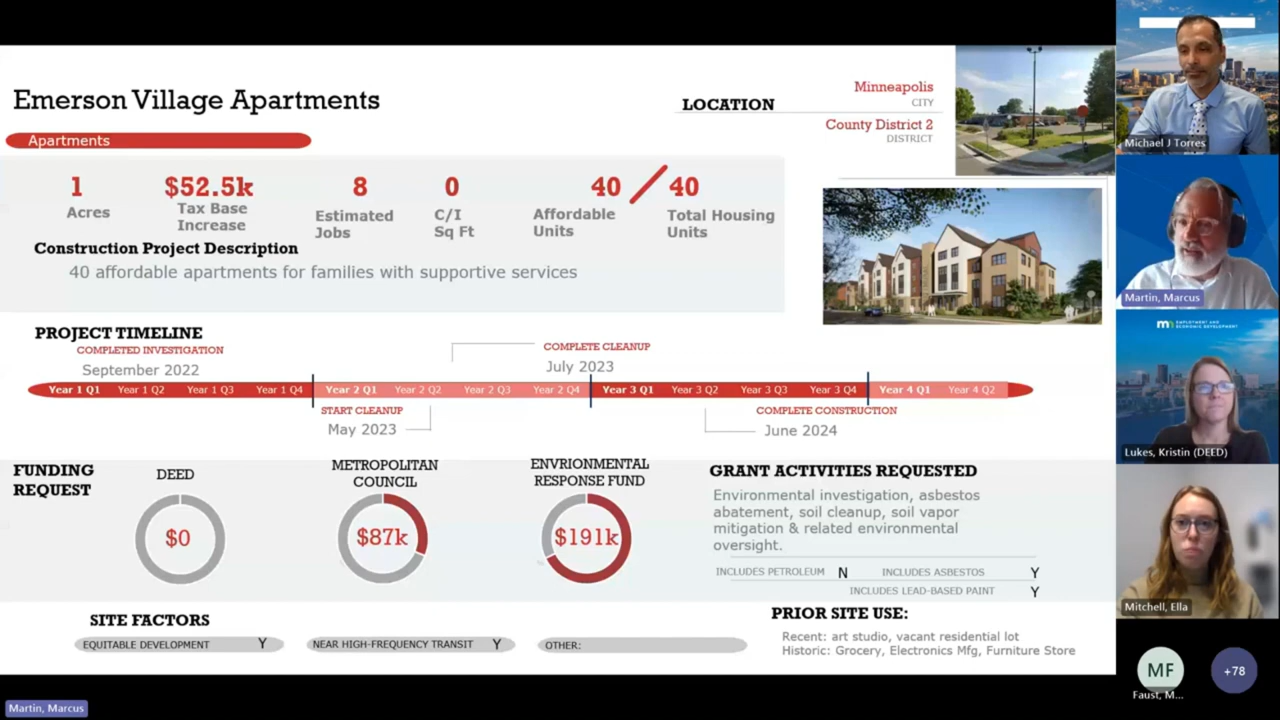 Emerson Village Apartments
Apartments
LOCATION
Minneapolis
CITY
County District 2
DISTRICT
1
Acres
$52.5k
Tax Base
Increase
8
Estimated
Jobs
0
C/I
Sq Ft
40
Affordable
Units
40
Total Housing
Units
Construction Project Description
40 affordable apartments for families with supportive services
PROJECT TIMELINE
COMPLETED INVESTIGATION
September 2022
COMPLETE CLEANUP
July 2023
Year 1 Q1 Year 1 Q2 Year 1 Q3 Year 1 Q4 Year 2 Q1 Year 2 Q2 Year 2 Q3 Year 2 Q4 Year 3 Q1 Year 3 Q2 Year 3 Q3 Year 3 Q4 Year 4 Q1 Year 4 Q2
START CLEANUP
May 2023
COMPLETE CONSTRUCTION
June 2024
FUNDING
REQUEST
DEED
$0
METROPOLITAN
COUNCIL
$87k
ENVRIONMENTAL
RESPONSE FUND
$191k
GRANT ACTIVITIES REQUESTED
Environmental investigation, asbestos
abatement, soil cleanup, soil vapor
mitigation & related environmental
oversight.
INCLUDES PETROLEUM N INCLUDES ASBESTOS Y
INCLUDES LEAD-BASED PAINT Y
SITE FACTORS
EQUITABLE DEVELOPMENT Y
NEAR HIGH-FREQUENCY TRANSIT Y
OTHER:
PRIOR SITE USE:
Recent: art studio, vacant residential lot
Historic: Grocery, Electronics Mfg, Furniture Store
Michael J Torres
Martin, Marcus
EMPLOYMENT AND
ECONOMIC DEVELOPMENT
Lukes, Kristin (DEED)
Mitchell, Ella
MF
Faust, M...
+78
Martin, Marcus